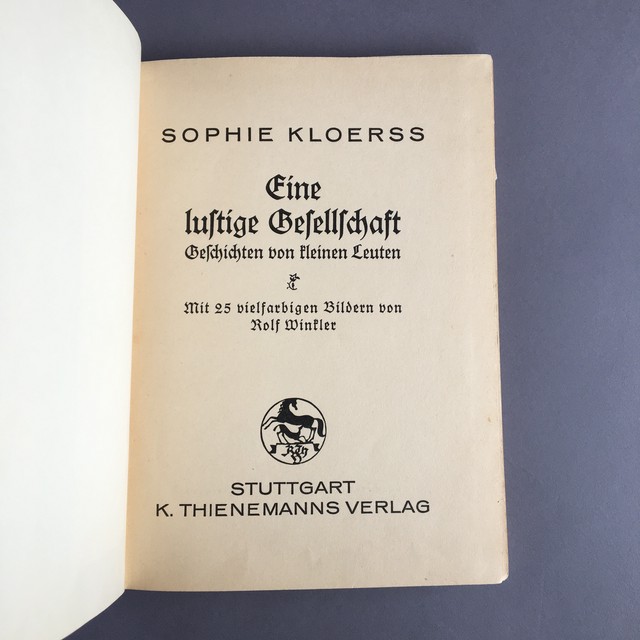 SOPHIE KLOERSS
Eine
luſtige Geſellſchaft
Geſchichten von kleinen Leuten
Mit 25 vielfarbigen Bildern von
Rolf Winkler
K Th
STUTTGART
K. THIENEMANNS VERLAG